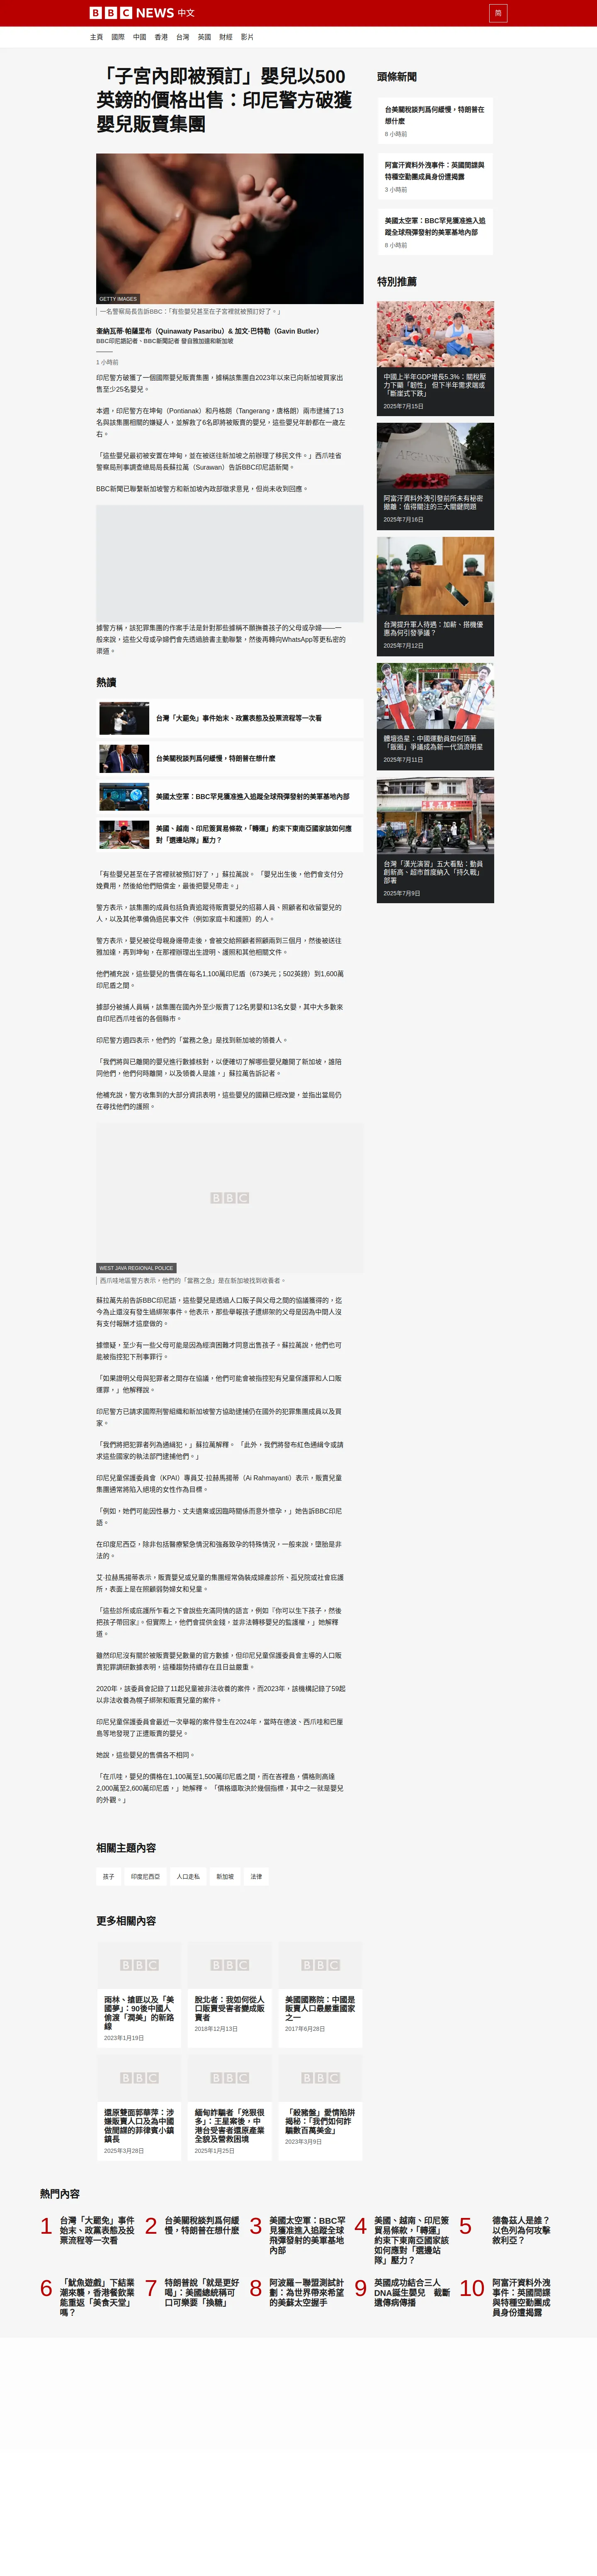 BBC NEWS 中文
简
主頁 國際 中國 香港 台灣 英國 財經 影片
「子宮內即被預訂」嬰兒以500
英鎊的價格出售：印尼警方破獲
嬰兒販賣集團
GETTY IMAGES
一名警察局長告訴BBC：「有些嬰兒甚至在子宮裡就被預訂好了。」
奎納瓦蒂·帕薩里布（Quinawaty Pasaribu）& 加文·巴特勒（Gavin Butler）
BBC印尼語記者、BBC新聞記者 發自雅加達和新加坡
1 小時前
印尼警方破獲了一個國際嬰兒販賣集團，據稱該集團自2023年以來已向新加坡買家出
售至少25名嬰兒。
本週，印尼警方在坤甸（Pontianak）和丹格朗（Tangerang，唐格朗）兩市逮捕了13
名與該集團相關的嫌疑人，並解救了6名即將被販賣的嬰兒，這些嬰兒年齡都在一歲左
右。
「這些嬰兒最初被安置在坤甸，並在被送往新加坡之前辦理了移民文件。」西爪哇省
警察局刑事調查總局局長蘇拉萬（Surawan）告訴BBC印尼語新聞。
BBC新聞已聯繫新加坡警方和新加坡內政部徵求意見，但尚未收到回應。
據警方稱，該犯罪集團的作案手法是針對那些據稱不願撫養孩子的父母或孕婦——一
般來說，這些父母或孕婦們會先透過臉書主動聯繫，然後再轉向WhatsApp等更私密的
渠道。
熱讀
台灣「大罷免」事件始末、政黨表態及投票流程等一次看
台美關稅談判爲何緩慢，特朗普在想什麽
美國太空軍：BBC罕見獲准進入追蹤全球飛彈發射的美軍基地內部
美國、越南、印尼簽貿易條款，「轉運」約束下東南亞國家該如何應
對「選邊站隊」壓力？
「有些嬰兒甚至在子宮裡就被預訂好了，」蘇拉萬說。 「嬰兒出生後，他們會支付分
娩費用，然後給他們賠償金，最後把嬰兒帶走。」
警方表示，該集團的成員包括負責追蹤待販賣嬰兒的招募人員、照顧者和收留嬰兒的
人，以及其他準備偽造民事文件（例如家庭卡和護照）的人。
警方表示，嬰兒被從母親身邊帶走後，會被交給照顧者照顧兩到三個月，然後被送往
雅加達，再到坤甸，在那裡辦理出生證明、護照和其他相關文件。
他們補充說，這些嬰兒的售價在每名1,100萬印尼盾（673美元；502英鎊）到1,600萬
印尼盾之間。
據部分被捕人員稱，該集團在國內外至少販賣了12名男嬰和13名女嬰，其中大多數來
自印尼西爪哇省的各個縣市。
印尼警方週四表示，他們的「當務之急」是找到新加坡的領養人。
「我們將與已離開的嬰兒進行數據核對，以便確切了解哪些嬰兒離開了新加坡，誰陪
同他們，他們何時離開，以及領養人是誰，」蘇拉萬告訴記者。
他補充說，警方收集到的大部分資訊表明，這些嬰兒的國籍已經改變，並指出當局仍
在尋找他們的護照。
BBC
WEST JAVA REGIONAL POLICE
西爪哇地區警方表示，他們的「當務之急」是在新加坡找到收養者。
蘇拉萬先前告訴BBC印尼語，這些嬰兒是透過人口販子與父母之間的協議獲得的，迄
今為止還沒有發生過綁架事件。他表示，那些舉報孩子遭綁架的父母是因為中間人沒
有支付報酬才這麼做的。
據懷疑，至少有一些父母可能是因為經濟困難才同意出售孩子。蘇拉萬說，他們也可
能被指控犯下刑事罪行。
「如果證明父母與犯罪者之間存在協議，他們可能會被指控犯有兒童保護罪和人口販
運罪，」他解釋說。
印尼警方已請求國際刑警組織和新加坡警方協助逮捕仍在國外的犯罪集團成員以及買
家。
「我們將把犯罪者列為通緝犯，」蘇拉萬解釋。 「此外，我們將發布紅色通緝令或請
求這些國家的執法部門逮捕他們。」
印尼兒童保護委員會（KPAI）專員艾·拉赫馬揚蒂（Ai Rahmayanti）表示，販賣兒童
集團通常將陷入絕境的女性作為目標。
「例如，她們可能因性暴力、丈夫遺棄或因臨時關係而意外懷孕，」她告訴BBC印尼
語。
在印度尼西亞，除非包括醫療緊急情況和強姦致孕的特殊情況，一般來說，墮胎是非
法的。
艾·拉赫馬揚蒂表示，販賣嬰兒或兒童的集團經常偽裝成婦產診所、孤兒院或社會庇護
所，表面上是在照顧弱勢婦女和兒童。
「這些診所或庇護所乍看之下會說些充滿同情的語言，例如『你可以生下孩子，然後
把孩子帶回家』。但實際上，他們會提供金錢，並非法轉移嬰兒的監護權，」她解釋
道。
雖然印尼沒有關於被販賣嬰兒數量的官方數據，但印尼兒童保護委員會主導的人口販
賣犯罪調研數據表明，這種趨勢持續存在且日益嚴重。
2020年，該委員會記錄了11起兒童被非法收養的案件，而2023年，該機構記錄了59起
以非法收養為幌子綁架和販賣兒童的案件。
印尼兒童保護委員會最近一次舉報的案件發生在2024年，當時在德波、西爪哇和巴厘
島等地發現了正遭販賣的嬰兒。
她說，這些嬰兒的售價各不相同。
「在爪哇，嬰兒的價格在1,100萬至1,500萬印尼盾之間，而在峇裡島，價格則高達
2,000萬至2,600萬印尼盾，」她解釋。 「價格還取決於幾個指標，其中之一就是嬰兒
的外觀。」
相關主題內容
孩子 印度尼西亞 人口走私 新加坡 法律
更多相關內容
BBC
雨林、搶匪以及「美
國夢」：90後中國人
偷渡「潤美」的新路
線
2023年1月19日
BBC
脫北者：我如何從人
口販賣受害者變成販
賣者
2018年12月13日
BBC
美國國務院：中國是
販賣人口最嚴重國家
之一
2017年6月28日
BBC
還原雙面郭華萍：涉
嫌販賣人口及為中國
做間諜的菲律賓小鎮
鎮長
2025年3月28日
BBC
緬甸詐騙者「兇狠很
多」：王星案後，中
港台受害者還原產業
全貌及營救困境
2025年1月25日
BBC
「殺豬盤」愛情陷阱
揭秘：「我們如何詐
騙數百萬美金」
2023年3月9日
頭條新聞
台美關稅談判爲何緩慢，特朗普在
想什麽
8 小時前
阿富汗資料外洩事件：英國間諜與
特種空勤團成員身份遭揭露
3 小時前
美國太空軍：BBC罕見獲准進入追
蹤全球飛彈發射的美軍基地內部
6 小時前
特別推薦
中國上半年GDP增長5.3%：關稅壓
力下顯「韌性」 但下半年需求端或
「斷崖式下跌」
2025年7月15日
阿富汗資料外洩引發前所未有秘密
撤離：值得關注的三大關鍵問題
2025年7月16日
台灣提升軍人待遇：加薪、搭機優
惠為何引發爭議？
2025年7月12日
體壇造星：中國運動員如何頂著
「飯圈」爭議成為新一代頂流明星
2025年7月11日
台灣「漢光演習」五大看點：動員
創新高、超市首度納入「持久戰」
部署
2025年7月9日
熱門內容
1 台灣「大罷免」事件
始末、政黨表態及投
票流程等一次看
2 台美關稅談判爲何緩
慢，特朗普在想什麽
3 美國太空軍：BBC罕
見獲准進入追蹤全球
飛彈發射的美軍基地
內部
4 美國、越南、印尼簽
貿易條款，「轉運」
約束下東南亞國家該
如何應對「選邊站
隊」壓力？
5 德魯茲人是誰？
以色列為何攻擊
敘利亞？
6 「魷魚遊戲」下結業
潮來襲，香港餐飲業
能重返「美食天堂」
嗎？
7 特朗普說「就是更好
喝」：美國總統稱可
口可樂要「換糖」
8 阿波羅－聯盟測試計
劃：為世界帶來希望
的美蘇太空握手
9 英國成功結合三人
DNA誕生嬰兒 截斷
遺傳病傳播
10 阿富汗資料外洩
事件：英國間諜
與特種空勤團成
員身份遭揭露